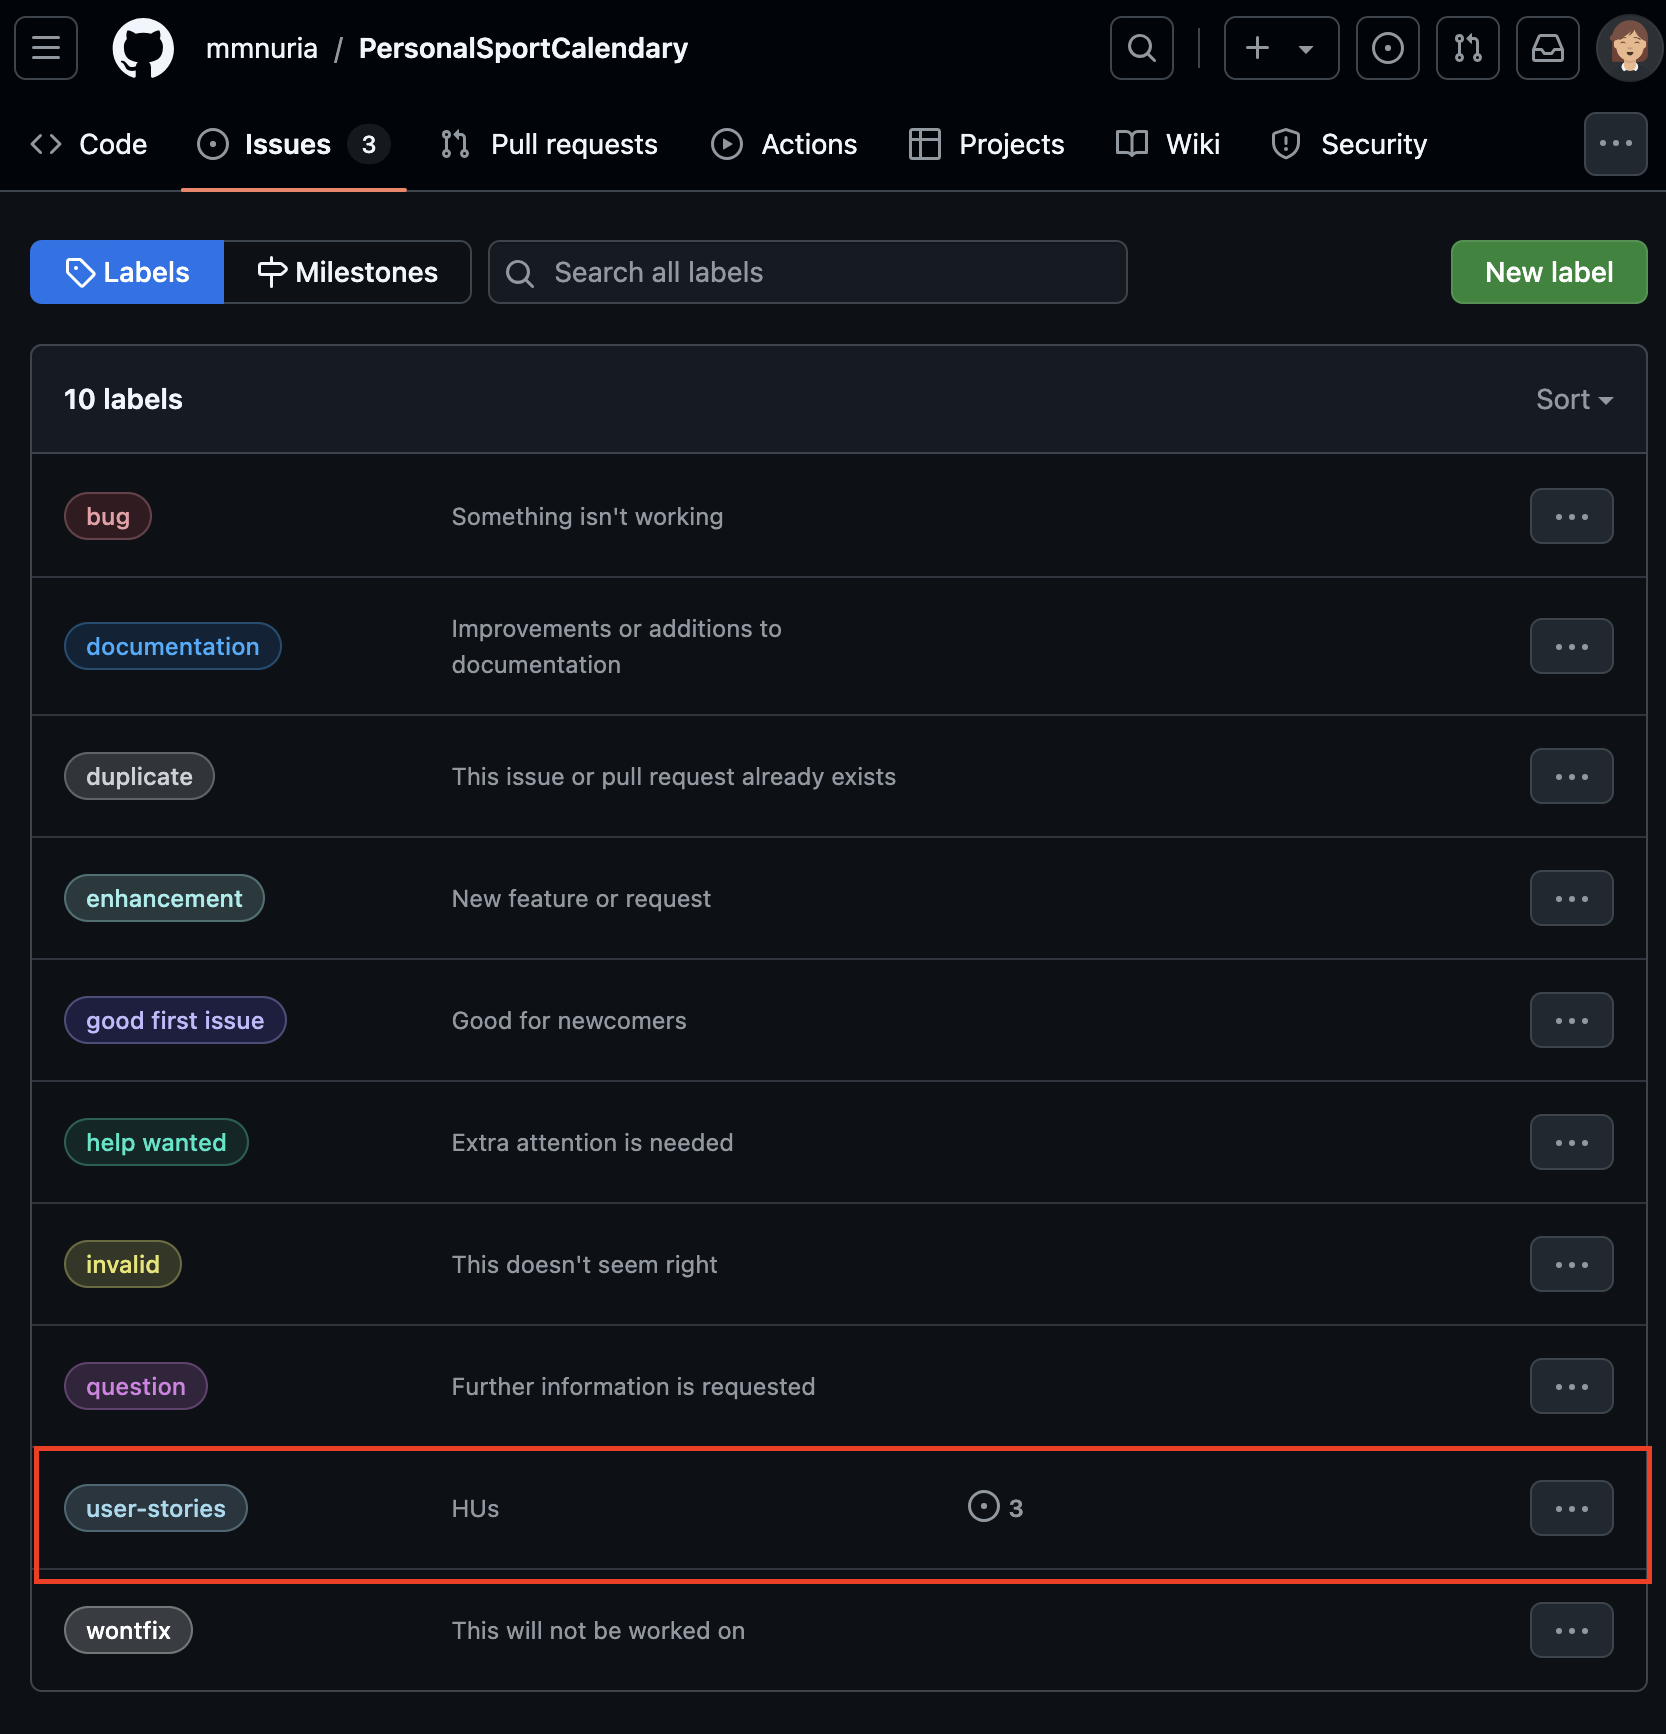 mmnuria / PersonalSportCalendary
Code Issues 3 Pull requests Actions Projects Wiki Security
Labels Milestones Search all labels New label
10 labels Sort
bug Something isn't working
documentation Improvements or additions to
documentation
duplicate This issue or pull request already exists
enhancement New feature or request
good first issue Good for newcomers
help wanted Extra attention is needed
invalid This doesn't seem right
question Further information is requested
user-stories HUs 3
wontfix This will not be worked on